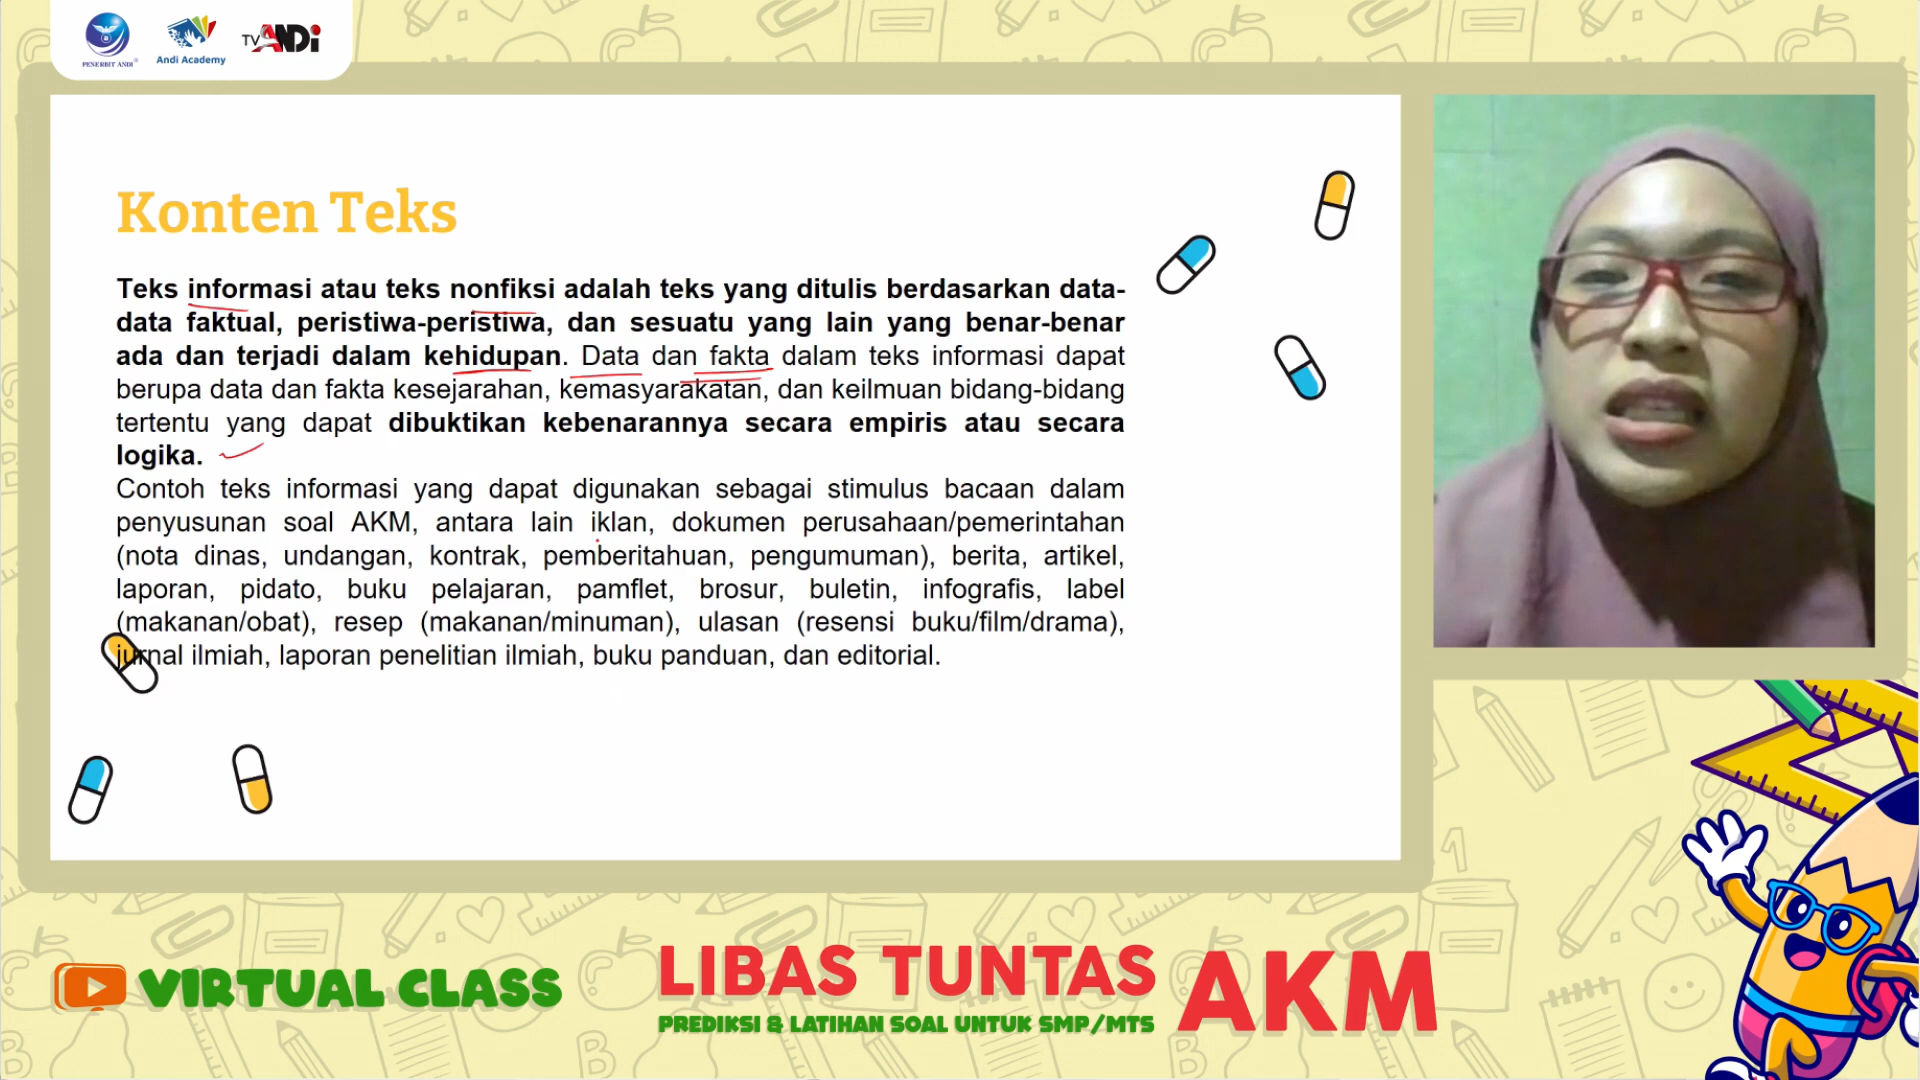 PENERBIT ANDI
Andi Academy
TV ANDi
Konten Teks
Teks informasi atau teks nonfiksi adalah teks yang ditulis berdasarkan data-
data faktual, peristiwa-peristiwa, dan sesuatu yang lain yang benar-benar
ada dan terjadi dalam kehidupan. Data dan fakta dalam teks informasi dapat
berupa data dan fakta kesejarahan, kemasyarakatan, dan keilmuan bidang-bidang
tertentu yang dapat dibuktikan kebenarannya secara empiris atau secara
logika.
Contoh teks informasi yang dapat digunakan sebagai stimulus bacaan dalam
penyusunan soal AKM, antara lain iklan, dokumen perusahaan/pemerintahan
(nota dinas, undangan, kontrak, pemberitahuan, pengumuman), berita, artikel,
laporan, pidato, buku pelajaran, pamflet, brosur, buletin, infografis, label
(makanan/obat), resep (makanan/minuman), ulasan (resensi buku/film/drama),
jurnal ilmiah, laporan penelitian ilmiah, buku panduan, dan editorial.
VIRTUAL CLASS
LIBAS TUNTAS AKM
PREDIKSI & LATIHAN SOAL UNTUK SMP/MTS